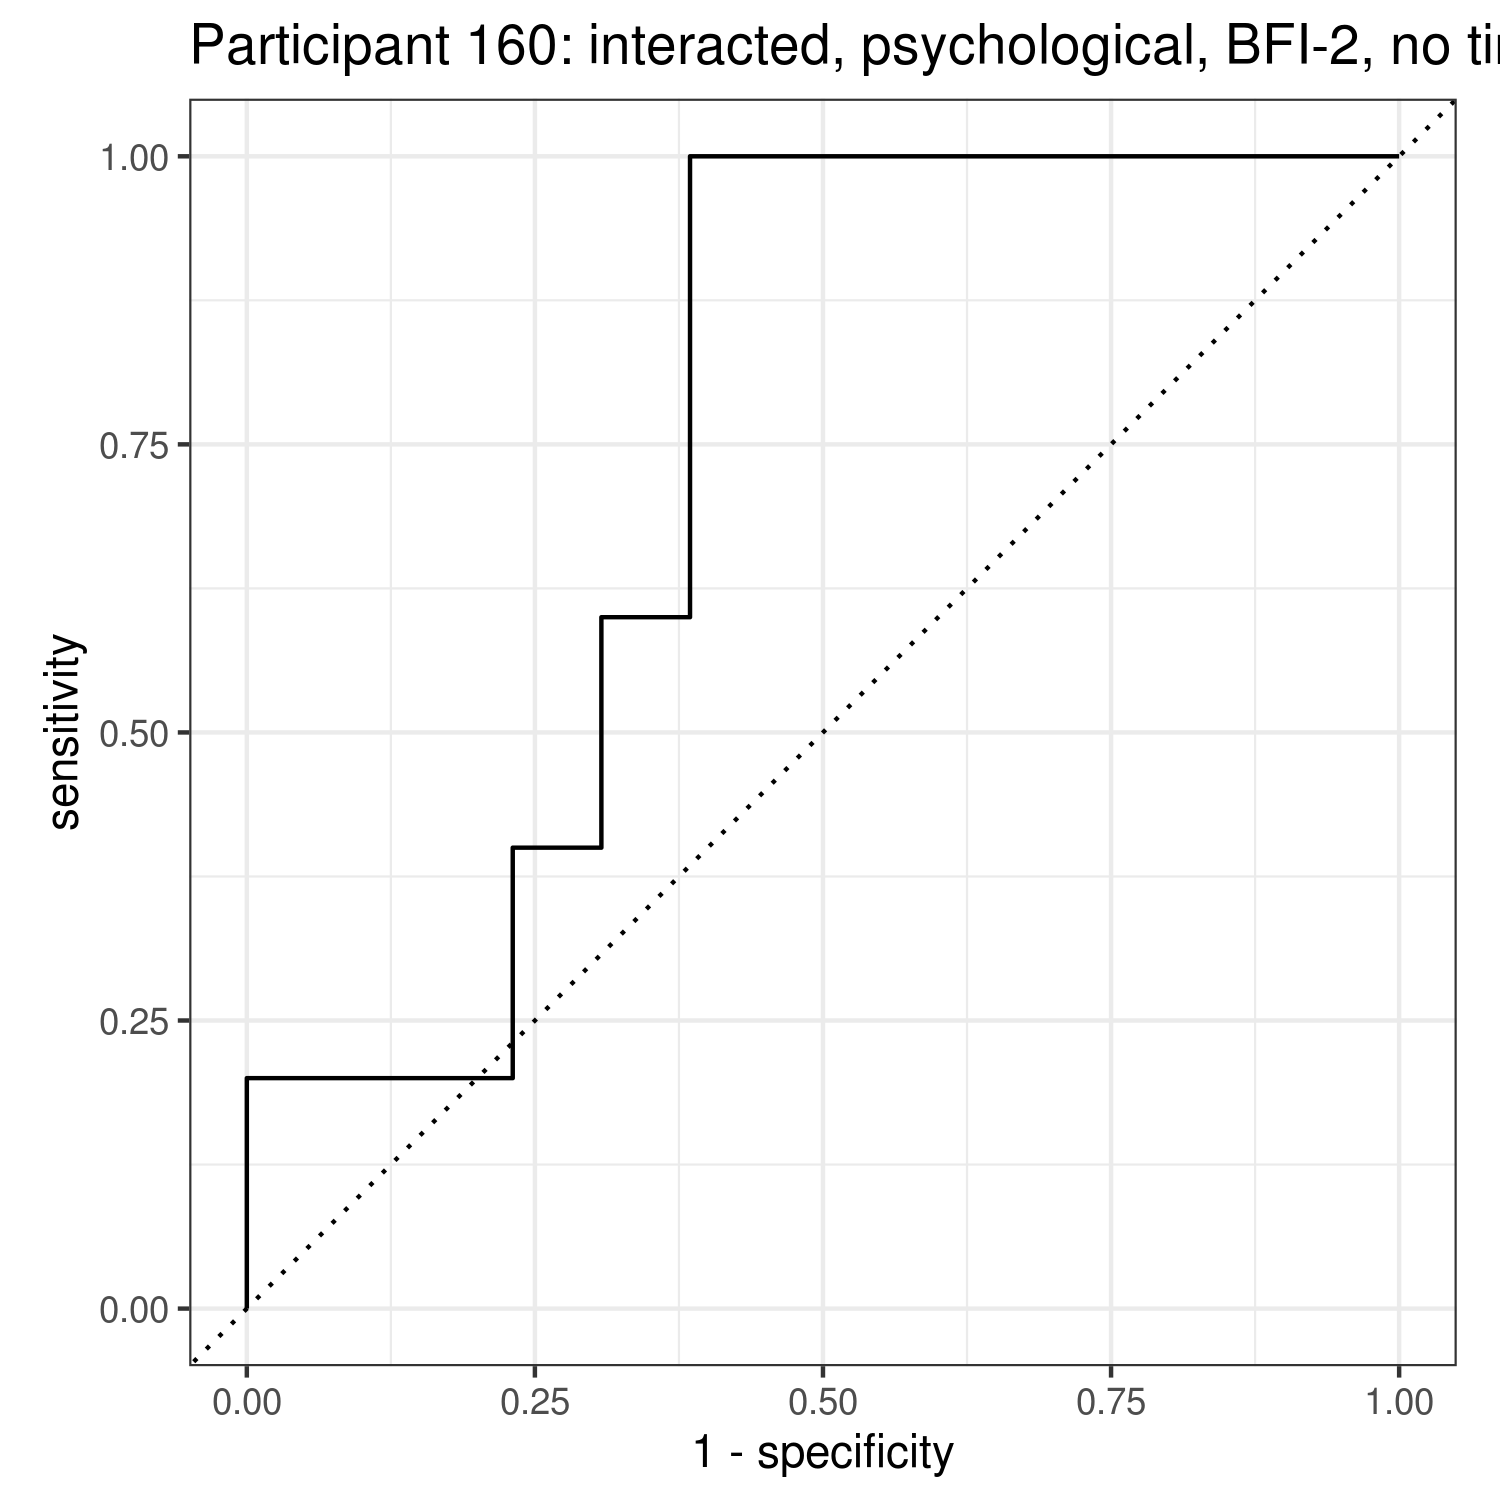 Participant 160: interacted, psychological, BFI-2, no
1.00
0.75
0.50
0.25
0.00
sensitivity
0.00 0.25 0.50 0.75 1.00
1 - specificity